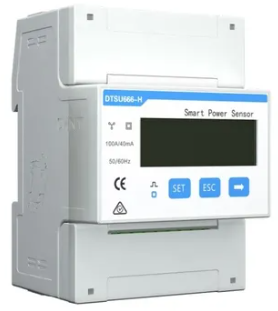 DTSU666-H
Smart Power Sensor
100A/40mA
50/60Hz
CE
SET
ESC